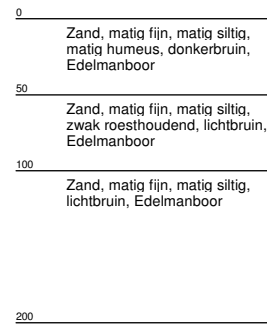 0
Zand, matig fijn, matig siltig,
matig humeus, donkerbruin,
Edelmanboor
50
Zand, matig fijn, matig siltig,
zwak roesthoudend, lichtbruin,
Edelmanboor
100
Zand, matig fijn, matig siltig,
lichtbruin, Edelmanboor
200